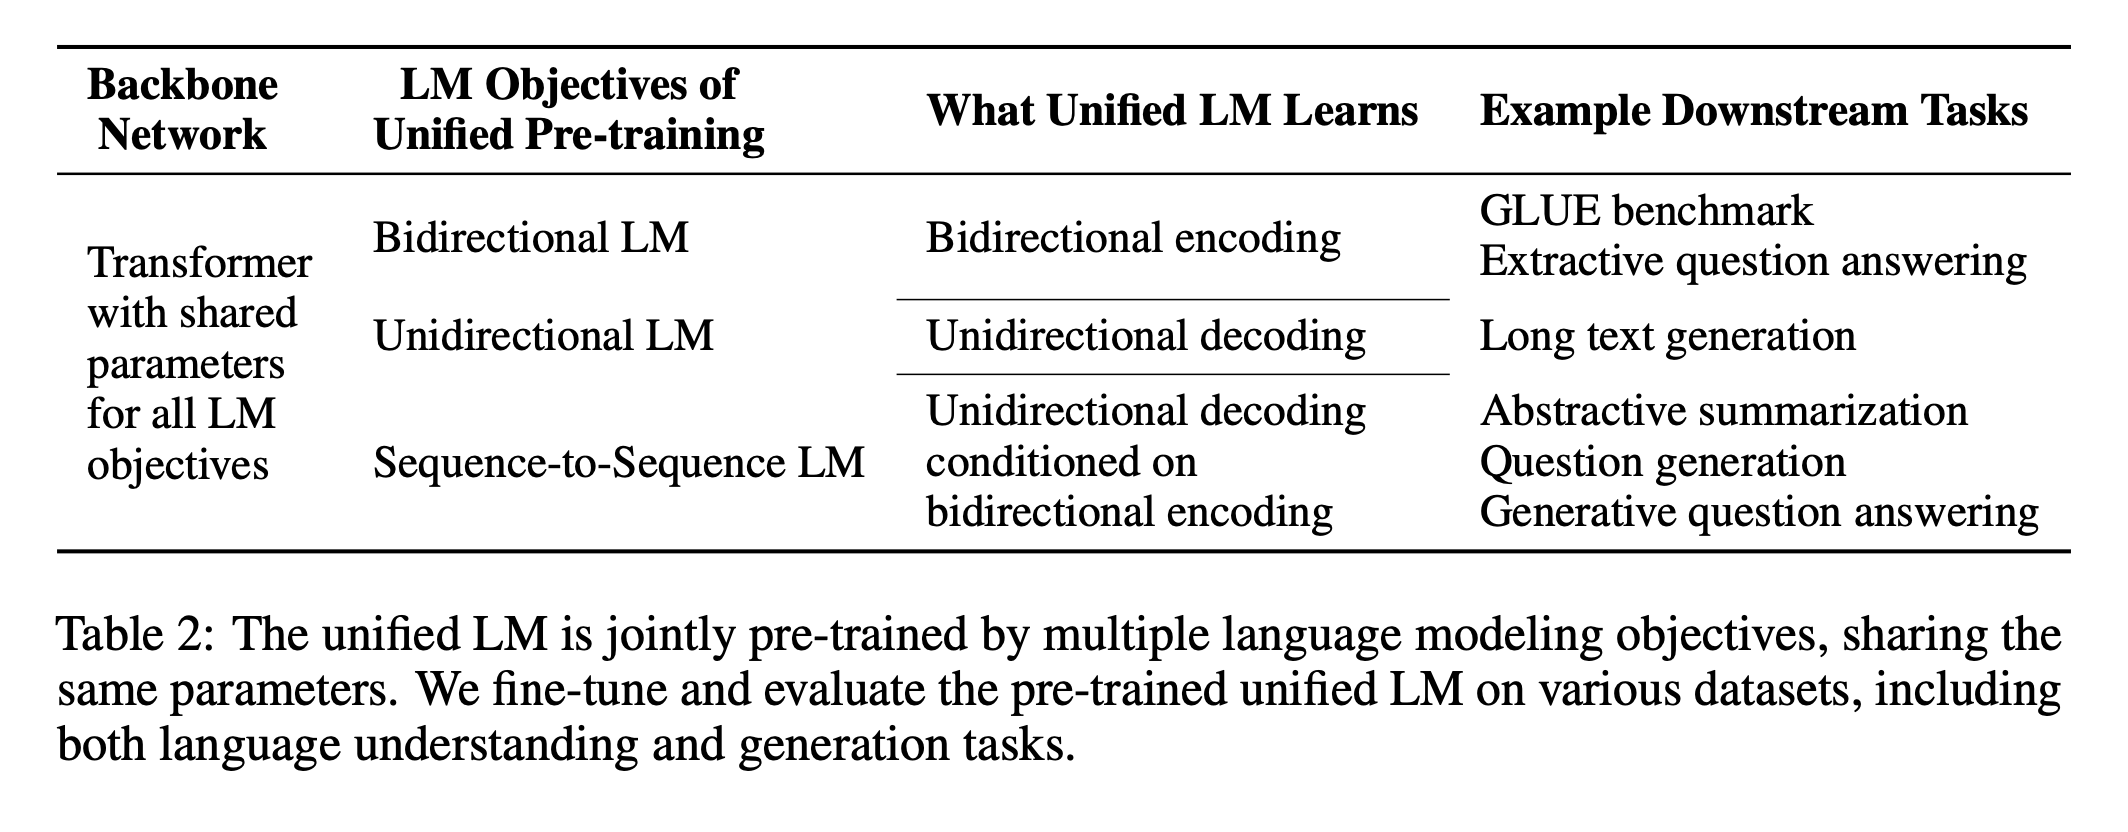 Backbone Network
LM Objectives of Unified Pre-training
What Unified LM Learns
Example Downstream Tasks
Transformer
with shared
parameters
for all LM
objectives
Bidirectional LM
Bidirectional encoding
GLUE benchmark
Extractive question answering
Unidirectional LM
Unidirectional decoding
Long text generation
Sequence-to-Sequence LM
Unidirectional decoding
conditioned on
bidirectional encoding
Abstractive summarization
Question generation
Generative question answering
Table 2: The unified LM is jointly pre-trained by multiple language modeling objectives, sharing the
same parameters. We fine-tune and evaluate the pre-trained unified LM on various datasets, including
both language understanding and generation tasks.